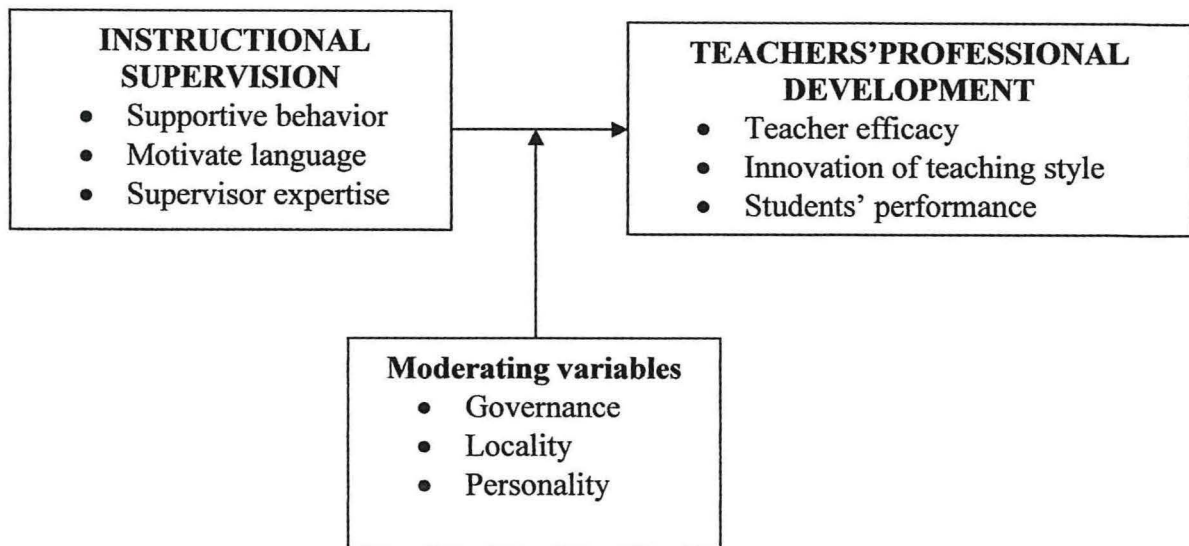 INSTRUCTIONAL
SUPERVISION
• Supportive behavior
• Motivate language
• Supervisor expertise
TEACHERS’PROFESSIONAL
DEVELOPMENT
• Teacher efficacy
• Innovation of teaching style
• Students’ performance
Moderating variables
• Governance
• Locality
• Personality